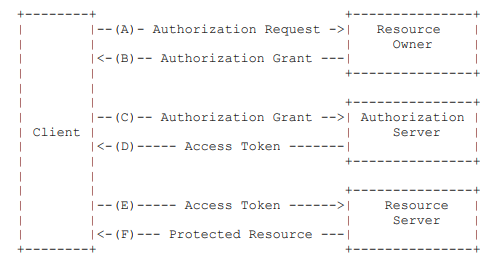 +--------+                               +---------------+
|        |--(A)- Authorization Request ->|   Resource    |
|        |                               |     Owner     |
|        |<-(B)-- Authorization Grant ---|               |
|        |                               +---------------+
|        |
|        |                               +---------------+
|        |--(C)-- Authorization Grant -->| Authorization |
| Client |                               |     Server    |
|        |<-(D)----- Access Token -------|               |
|        |                               +---------------+
|        |
|        |                               +---------------+
|        |--(E)----- Access Token ------>|    Resource   |
|        |                               |     Server    |
|        |<-(F)--- Protected Resource ---|               |
+--------+                               +---------------+